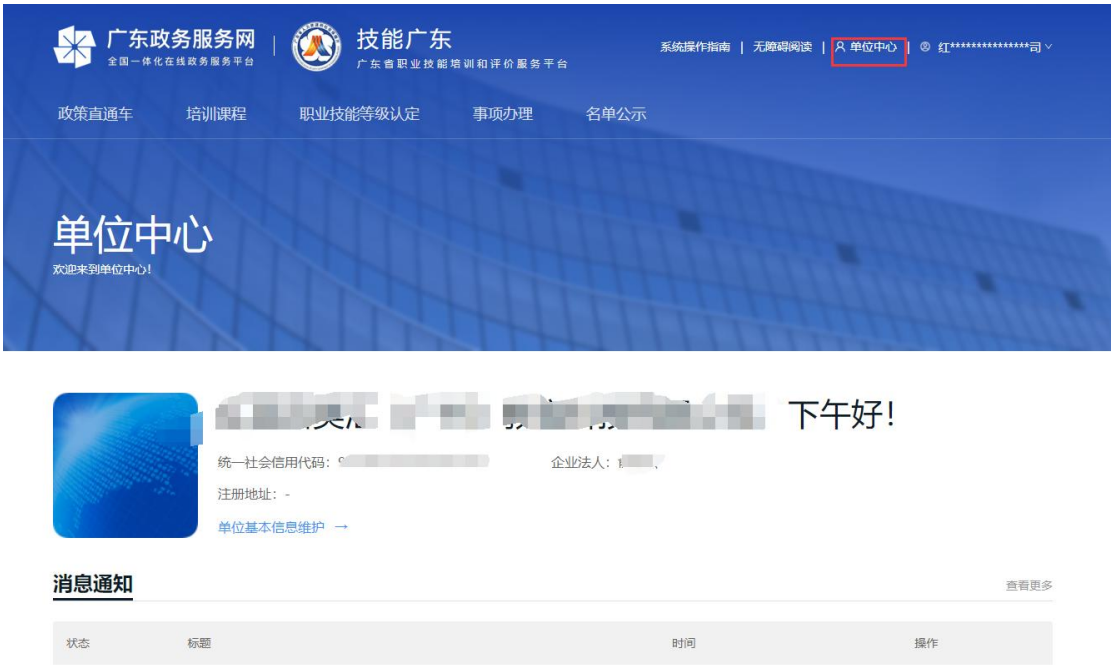 广东政务服务网
全国一体化在线政务服务平台
技能广东
广东省职业技能培训和评价服务平台
系统操作指南 | 无障碍阅读 | 单位中心 | 红***************司
政策直通车 培训课程 职业技能等级认定 事项办理 名单公示
单位中心
欢迎来到单位中心!
下午好!
统一社会信用代码: 企业法人:
注册地址: -
单位基本信息维护 →
消息通知 查看更多
状态 标题 时间 操作